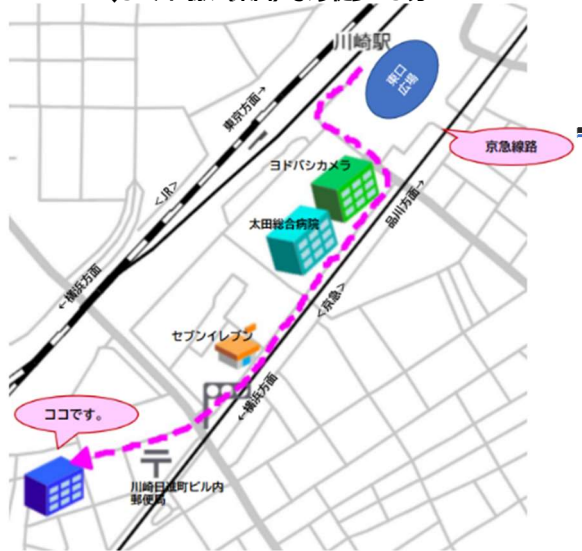 川崎駅
東口
広場
東京方面→
京急線路
ヨドバシカメラ
<JR>
品川方面→
太田総合病院
←横浜方面
<京急>
セブンイレブン
←横浜方面
ココです。
川崎日進町ビル内
郵便局